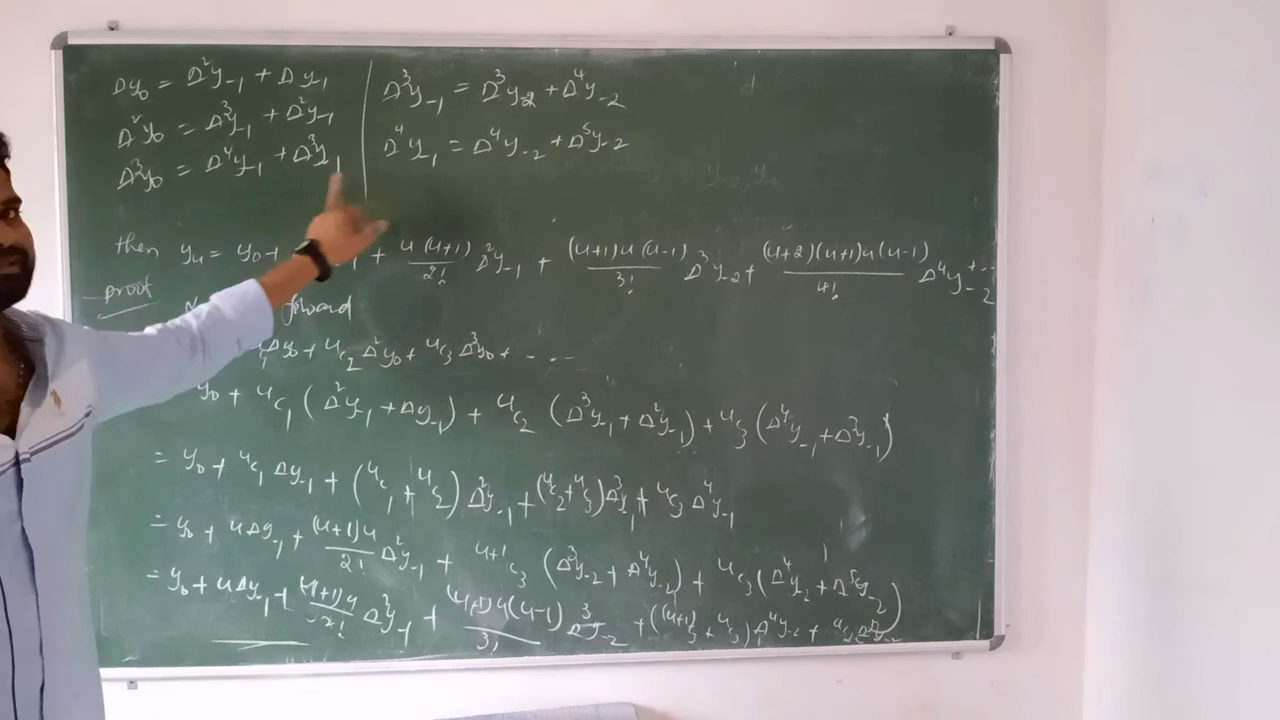 Δy₀ = Δ²y₋₁ + Δy₋₁
Δ²y₀ = Δ³y₋₁ + Δ²y₋₁
Δ³y₀ = Δ⁴y₋₁ + Δ³y₋₁
Δ³y₋₁ = Δ³y₋₂ + Δ⁴y₋₂
Δ⁴y₋₁ = Δ⁴y₋₂ + Δ⁵y₋₂
then yᵤ = y₀ + ₋₁ + u(u+1)/2! Δ²y₋₁ + (u+1)u(u-1)/3! Δ³y₋₂ + (u+2)(u+1)u(u-1)/4! Δ⁴y₋₂ + ..
proof forward
Δy₀ + ᵘc₂ Δ²y₀ + ᵘc₃ Δ³y₀ + ....
y₀ + ᵘc₁ (Δ²y₋₁ + Δy₋₁) + ᵘc₂ (Δ³y₋₁ + Δ²y₋₁) + ᵘc₃ (Δ⁴y₋₁ + Δ³y₋₁)
= y₀ + ᵘc₁ Δy₋₁ + (ᵘc₁ + ᵘc₂) Δ²y₋₁ + (ᵘc₂ + ᵘc₃) Δ³y₋₁ + ᵘc₃ Δ⁴y₋₁
= y₀ + uΔy₋₁ + (u+1)u/2! Δ²y₋₁ + ᵘ⁺¹c₃ (Δ³y₋₂ + Δ⁴y₋₂) + ᵘc₃ (Δ⁴y₋₂ + Δ⁵y₋₂)
= y₀ + uΔy₋₁ + (u+1)u/2! Δ²y₋₁ + (u+1)u(u-1)/3! Δ³y₋₂ + (⁽ᵘ⁺¹⁾c₃ + ᵘc₃) Δ⁴y₋₂ + ᵘc₃ Δ⁵y₋₂